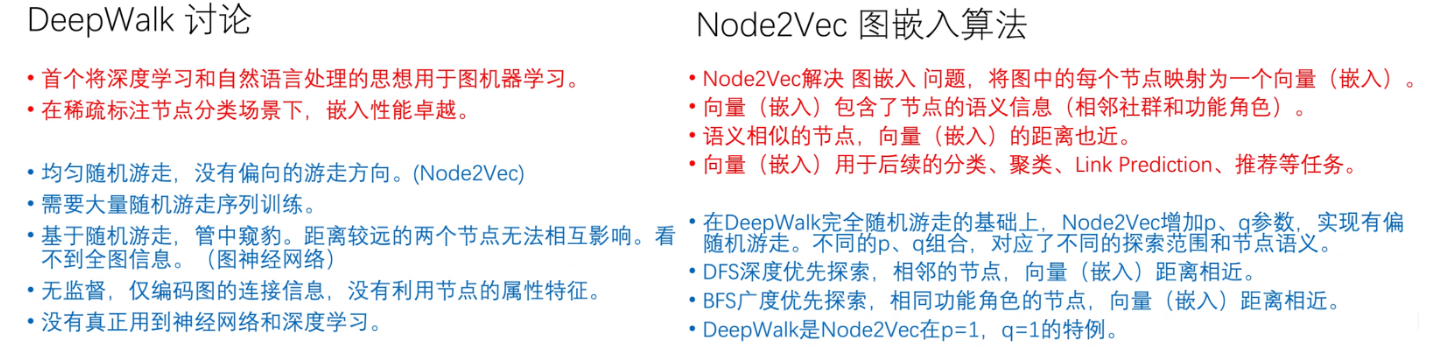 DeepWalk 讨论
• 首个将深度学习和自然语言处理的思想用于图机器学习。
• 在稀疏标注节点分类场景下，嵌入性能卓越。
• 均匀随机游走，没有偏向的游走方向。(Node2Vec)
• 需要大量随机游走序列训练。
• 基于随机游走，管中窥豹。距离较远的两个节点无法相互影响。看
不到全图信息。（图神经网络）
• 无监督，仅编码图的连接信息，没有利用节点的属性特征。
• 没有真正用到神经网络和深度学习。
Node2Vec 图嵌入算法
• Node2Vec解决 图嵌入 问题，将图中的每个节点映射为一个向量（嵌入）。
• 向量（嵌入）包含了节点的语义信息（相邻社群和功能角色）。
• 语义相似的节点，向量（嵌入）的距离也近。
• 向量（嵌入）用于后续的分类、聚类、Link Prediction、推荐等任务。
• 在DeepWalk完全随机游走的基础上，Node2Vec增加p、q参数，实现有偏
随机游走。不同的p、q组合，对应了不同的探索范围和节点语义。
• DFS深度优先探索，相邻的节点，向量（嵌入）距离相近。
• BFS广度优先探索，相同功能角色的节点，向量（嵌入）距离相近。
• DeepWalk是Node2Vec在p=1，q=1的特例。